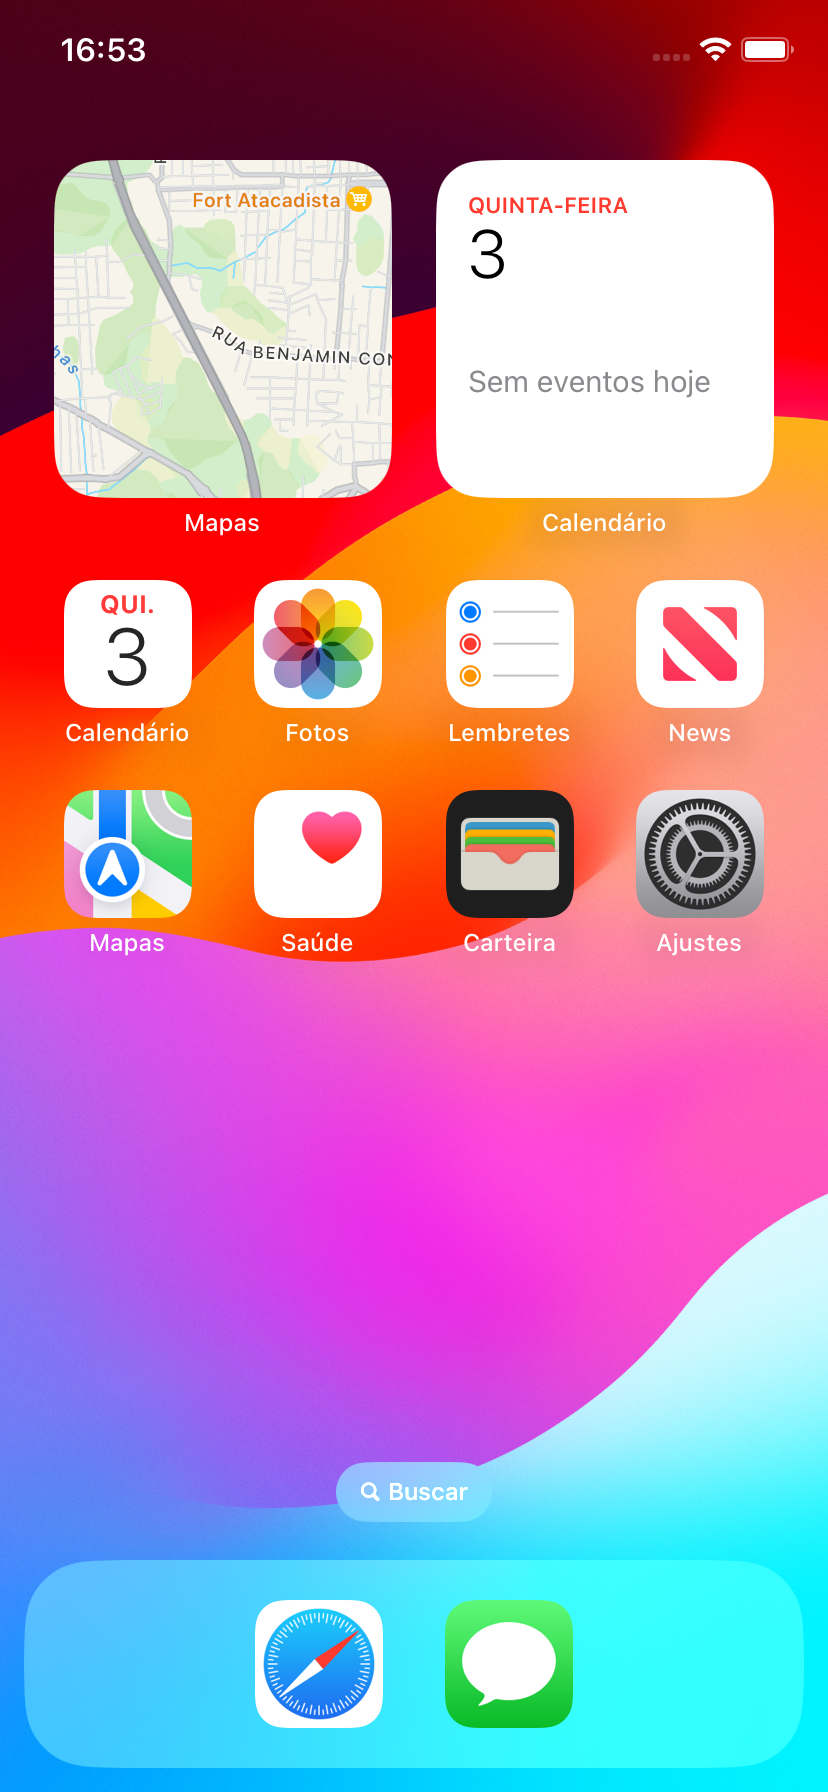 16:53
Fort Atacadista
RUA BENJAMIN CON
has
QUINTA-FEIRA
3
Sem eventos hoje
Mapas
Calendário
QUI.
3
Calendário
Fotos
Lembretes
News
Mapas
Saúde
Carteira
Ajustes
Buscar